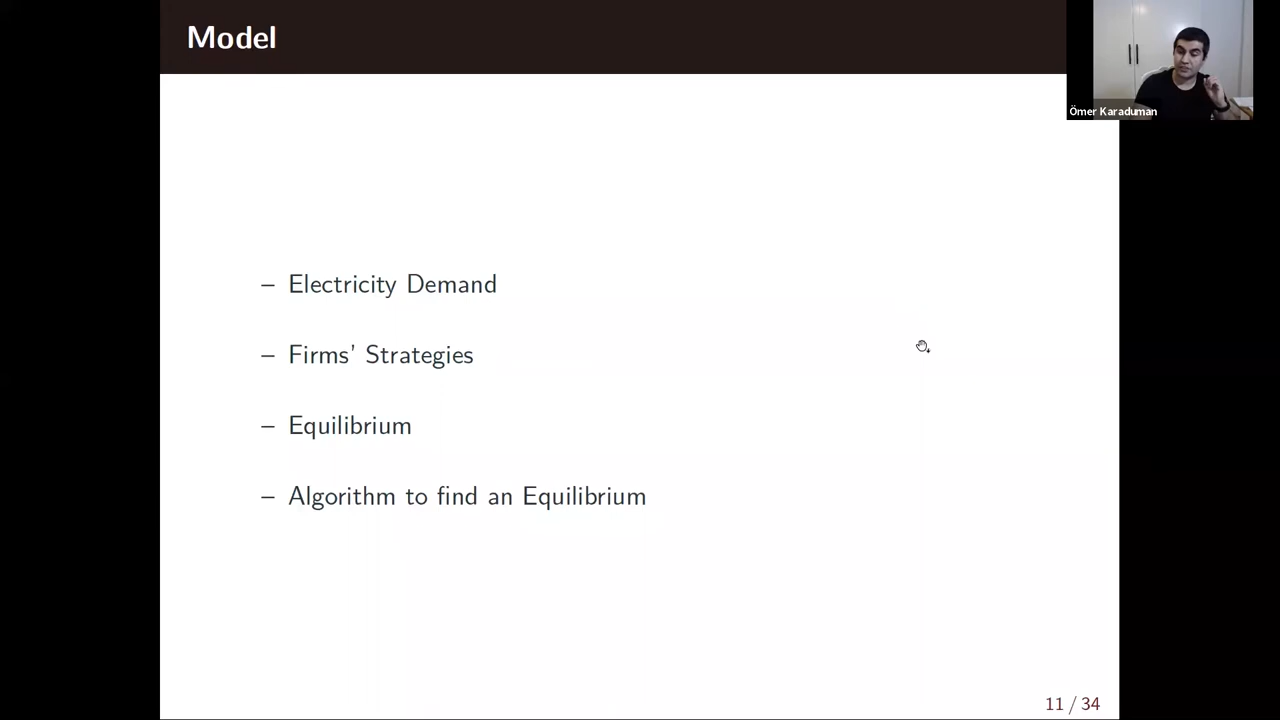 Model
Ömer Karaduman
– Electricity Demand
– Firms’ Strategies
– Equilibrium
– Algorithm to find an Equilibrium
11 / 34